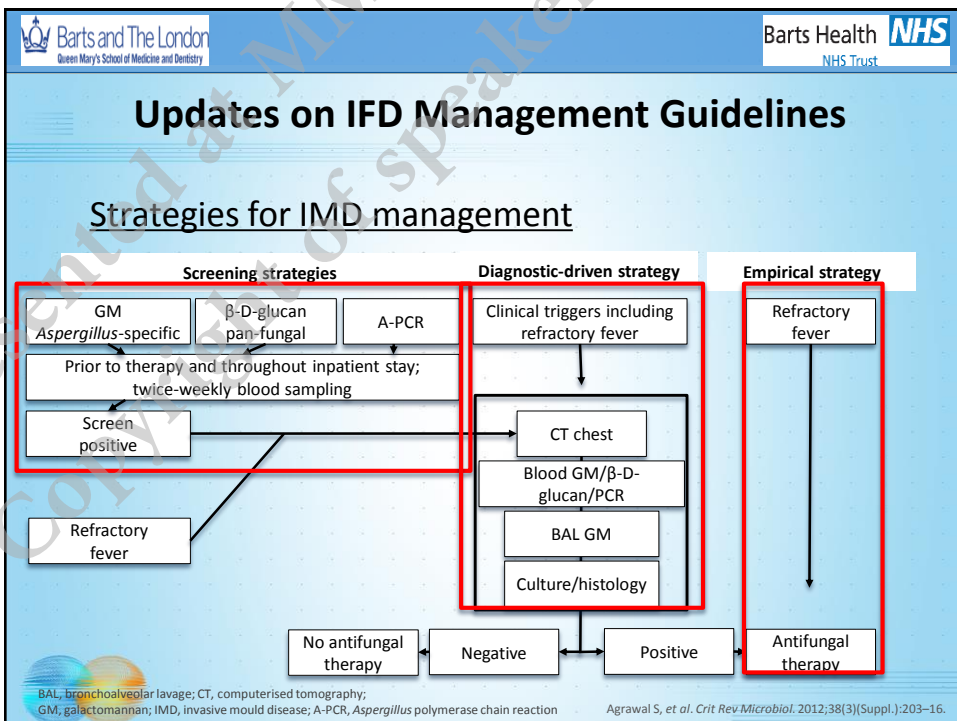 Barts and The London
Queen Mary's School of Medicine and Dentistry
Barts Health NHS
NHS Trust
Updates on IFD Management Guidelines
Strategies for IMD management
Screening strategies
Diagnostic-driven strategy
Empirical strategy
GM
Aspergillus-specific
β-D-glucan
pan-fungal
A-PCR
Clinical triggers including
refractory fever
Refractory
fever
Prior to therapy and throughout inpatient stay;
twice-weekly blood sampling
Screen
positive
CT chest
Blood GM/β-D-
glucan/PCR
BAL GM
Culture/histology
Refractory
fever
No antifungal
therapy
Negative
Positive
Antifungal
therapy
BAL, bronchoalveolar lavage; CT, computerised tomography;
GM, galactomannan; IMD, invasive mould disease; A-PCR, Aspergillus polymerase chain reaction
Agrawal S, et al. Crit Rev Microbiol. 2012;38(3)(Suppl.):203–16.
Copyright of speaker